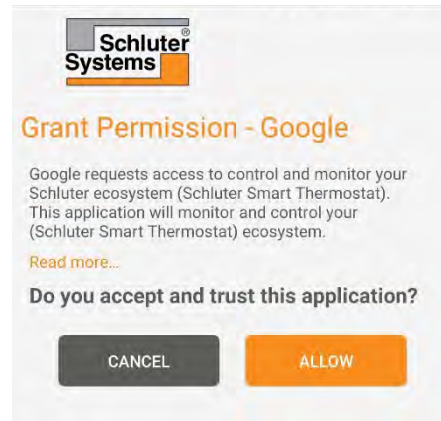 Schluter®
Systems
Grant Permission - Google
Google requests access to control and monitor your
Schluter ecosystem (Schluter Smart Thermostat).
This application will monitor and control your
(Schluter Smart Thermostat) ecosystem.
Read more...
Do you accept and trust this application?
CANCEL
ALLOW